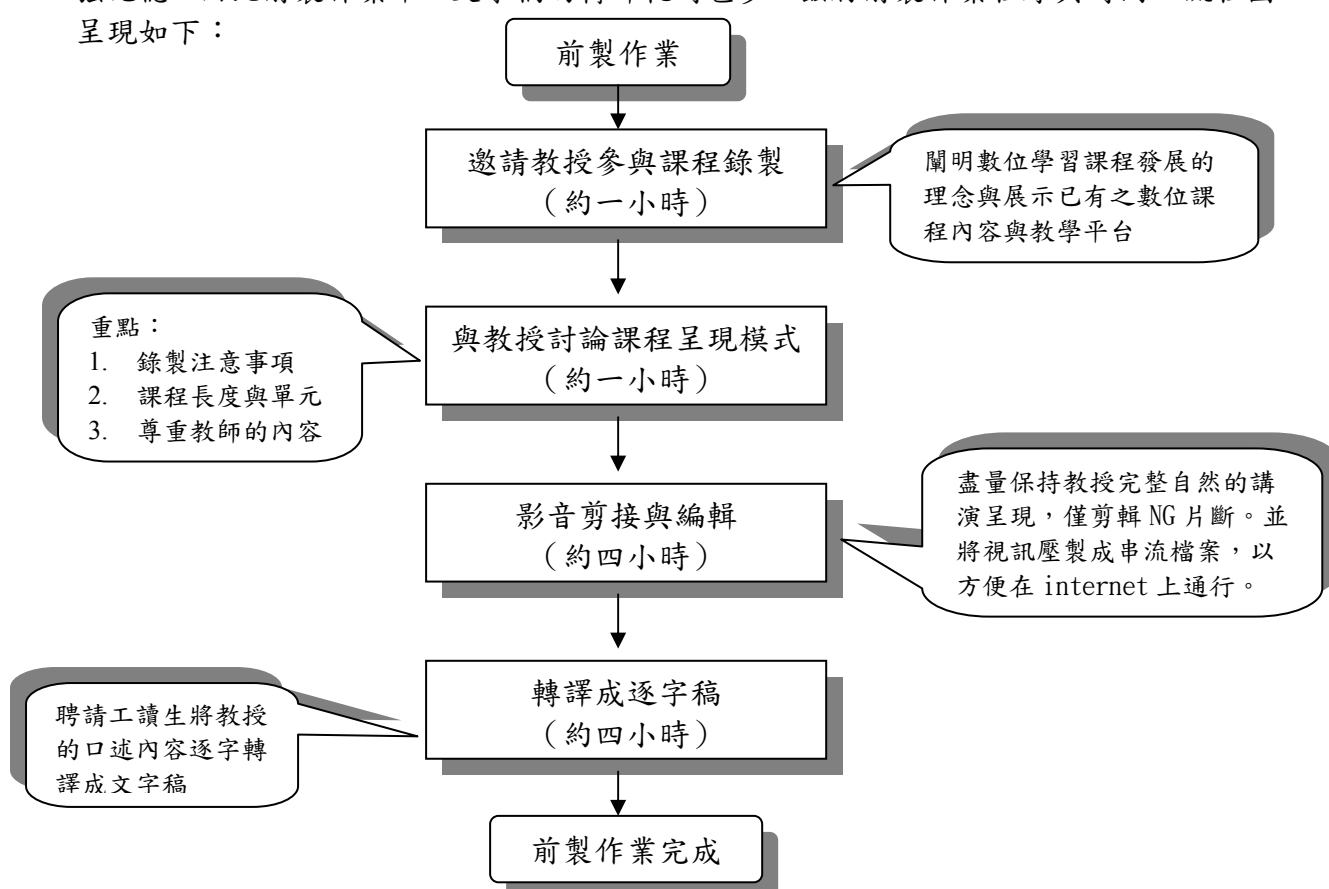 呈現如下：
前製作業
邀請教授參與課程錄製
（約一小時）
闡明數位學習課程發展的
理念與展示已有之數位課
程內容與教學平台
與教授討論課程呈現模式
（約一小時）
重點：
1. 錄製注意事項
2. 課程長度與單元
3. 尊重教師的內容
影音剪接與編輯
（約四小時）
盡量保持教授完整自然的講
演呈現，僅剪輯 NG 片斷。並
將視訊壓製成串流檔案，以
方便在 internet 上通行。
轉譯成逐字稿
（約四小時）
聘請工讀生將教授
的口述內容逐字轉
譯成文字稿
前製作業完成